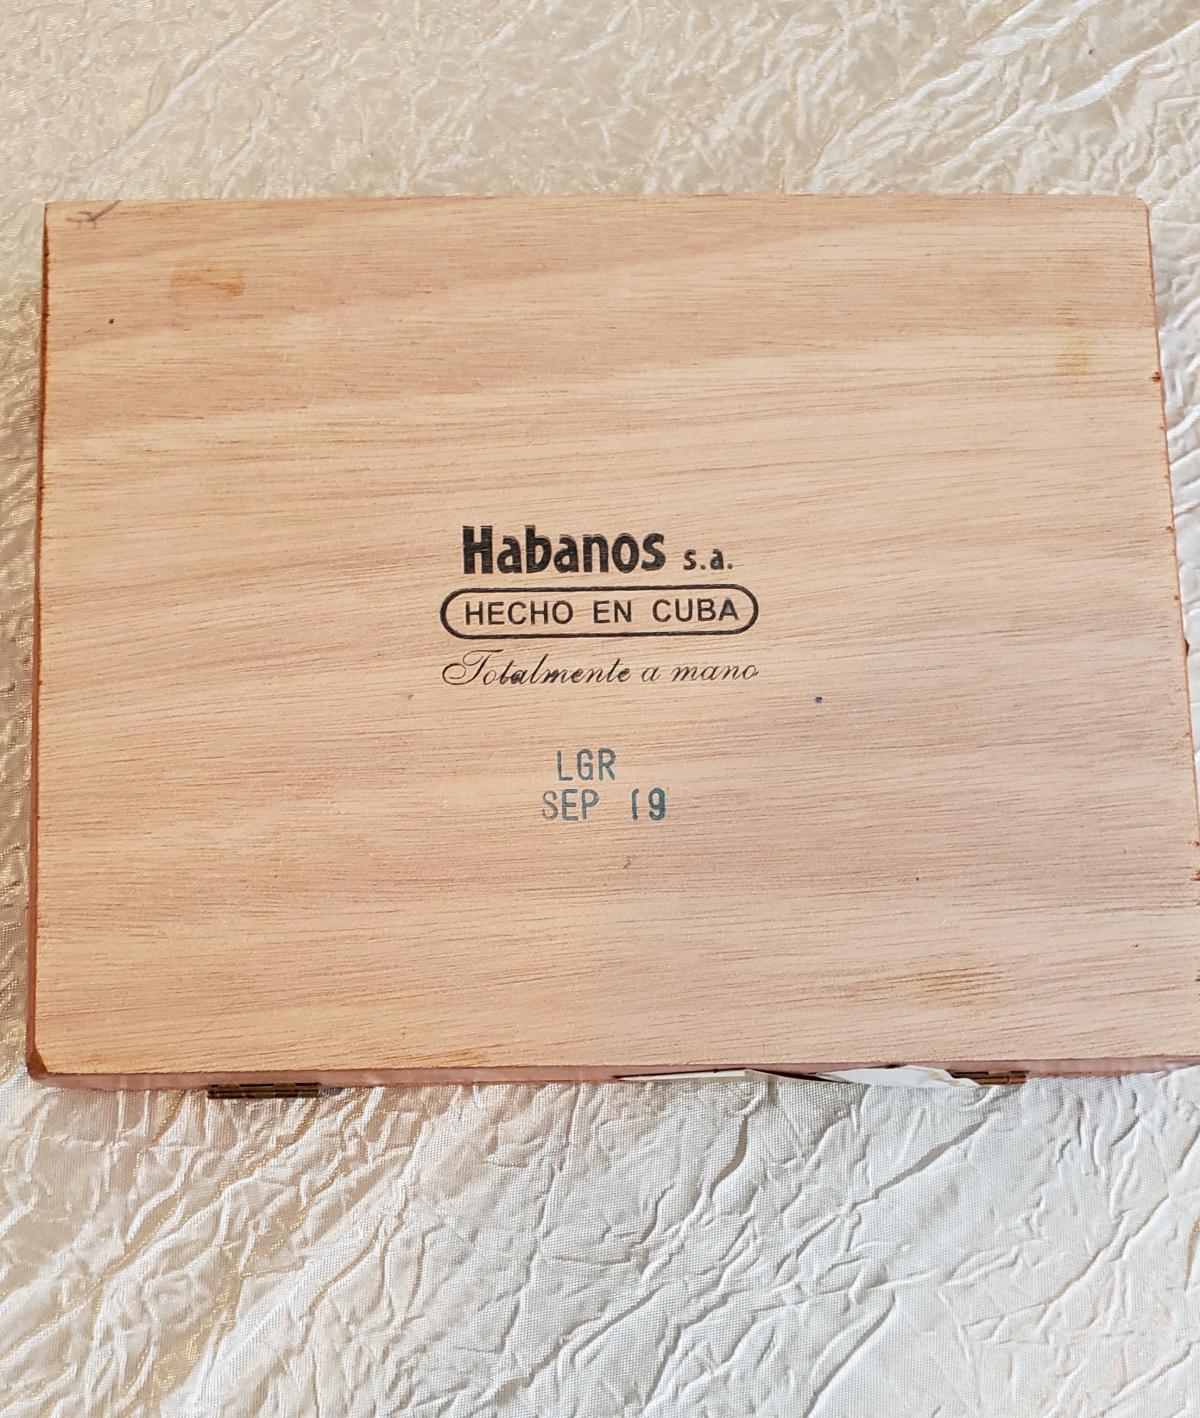 Habanos s.a.
HECHO EN CUBA
Totalmente a mano
LGR
SEP 19